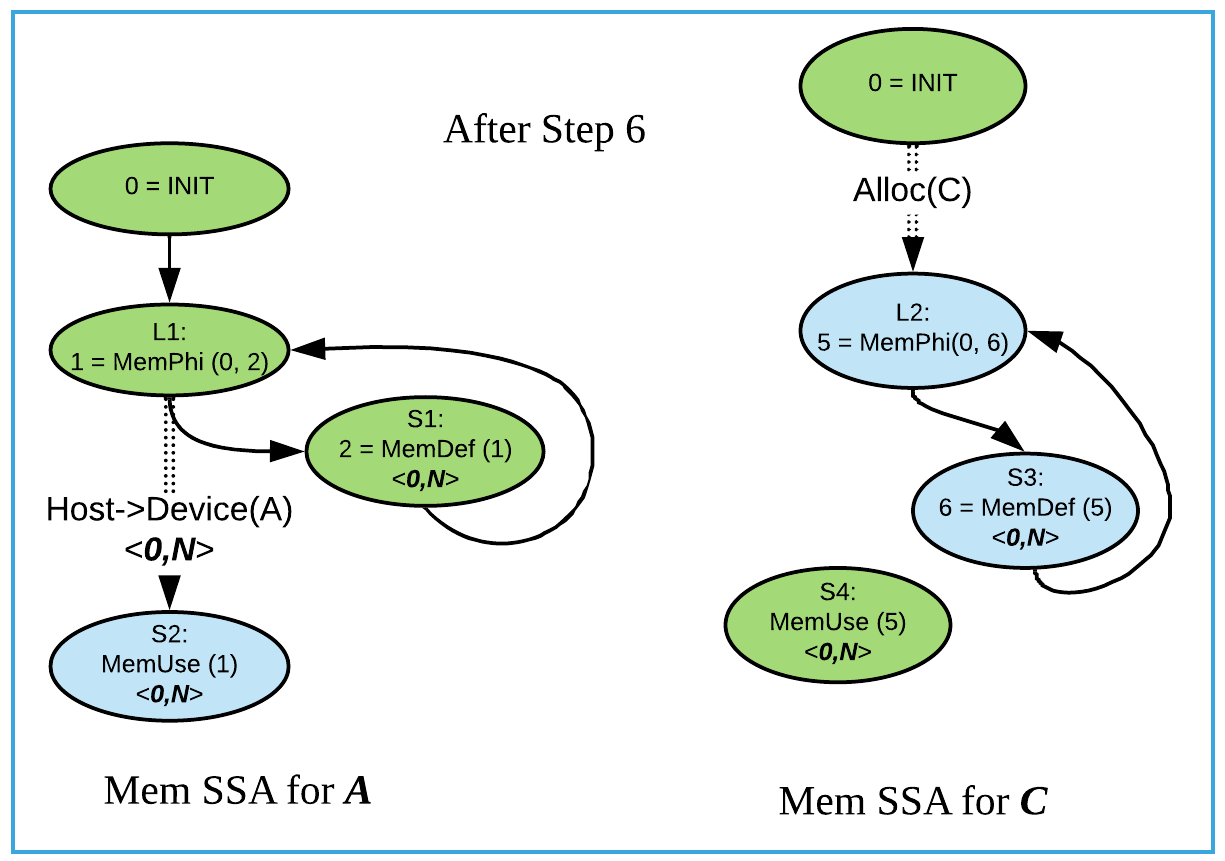 After Step 6
0 = INIT
L1:
1 = MemPhi (0, 2)
S1:
2 = MemDef (1)
<0,N>
Host->Device(A)
<0,N>
S2:
MemUse (1)
<0,N>
Mem SSA for A
0 = INIT
Alloc(C)
L2:
5 = MemPhi(0, 6)
S3:
6 = MemDef (5)
<0,N>
S4:
MemUse (5)
<0,N>
Mem SSA for C